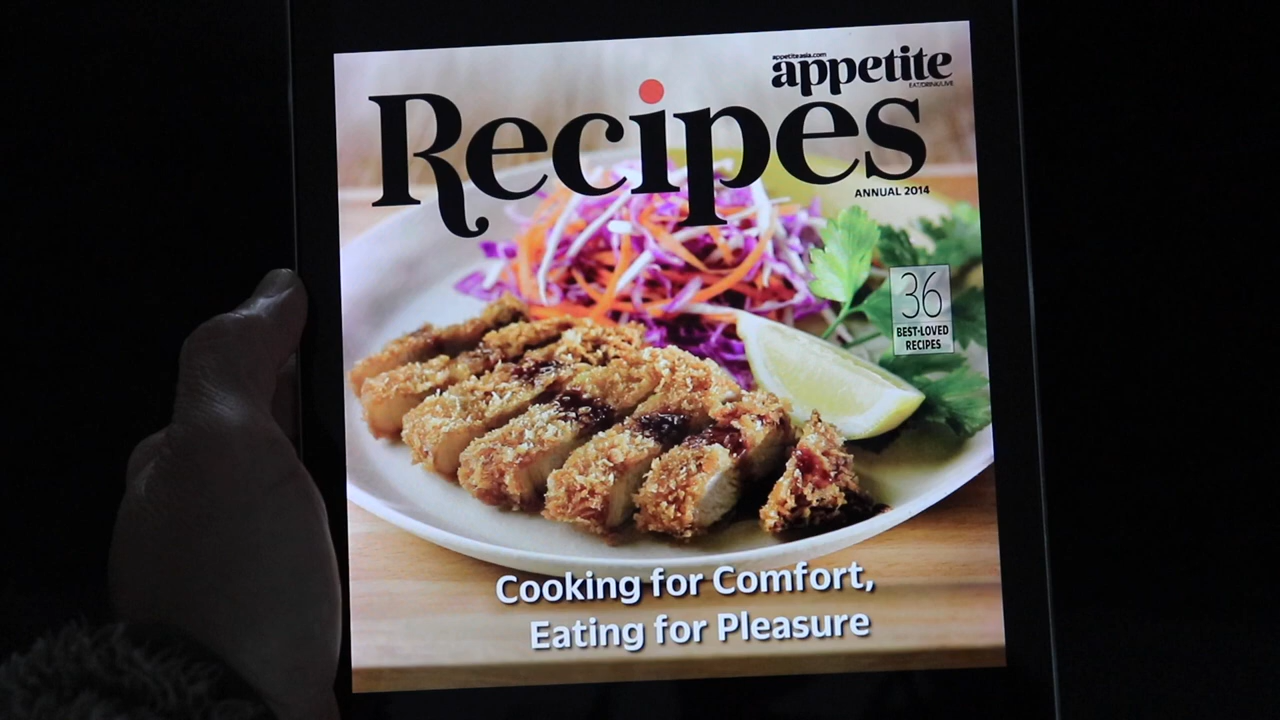 appetiteasia.com
appetite
EAT/DRINK/LIVE
Recipes
ANNUAL 2014
36
BEST-LOVED
RECIPES
Cooking for Comfort,
Eating for Pleasure